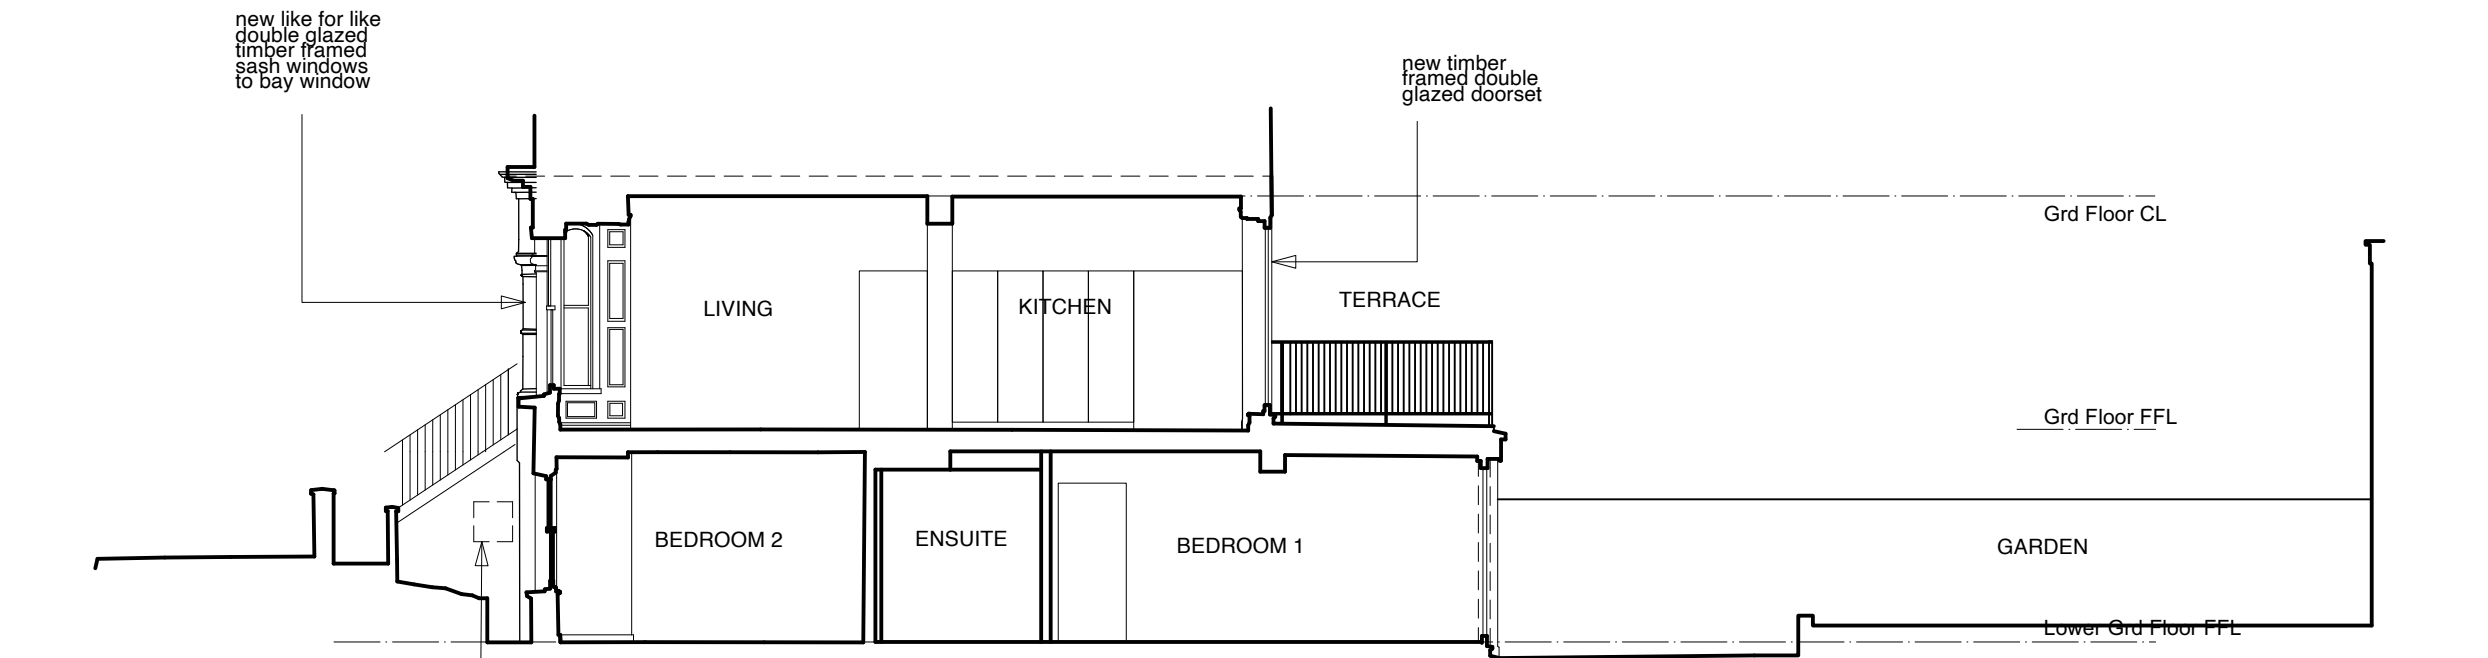 new like for like
double glazed
timber framed
sash windows
to bay window
new timber
framed double
glazed doorset
Grd Floor CL
LIVING
KITCHEN
TERRACE
Grd Floor FFL
BEDROOM 2
ENSUITE
BEDROOM 1
GARDEN
Lower Grd Floor FFL